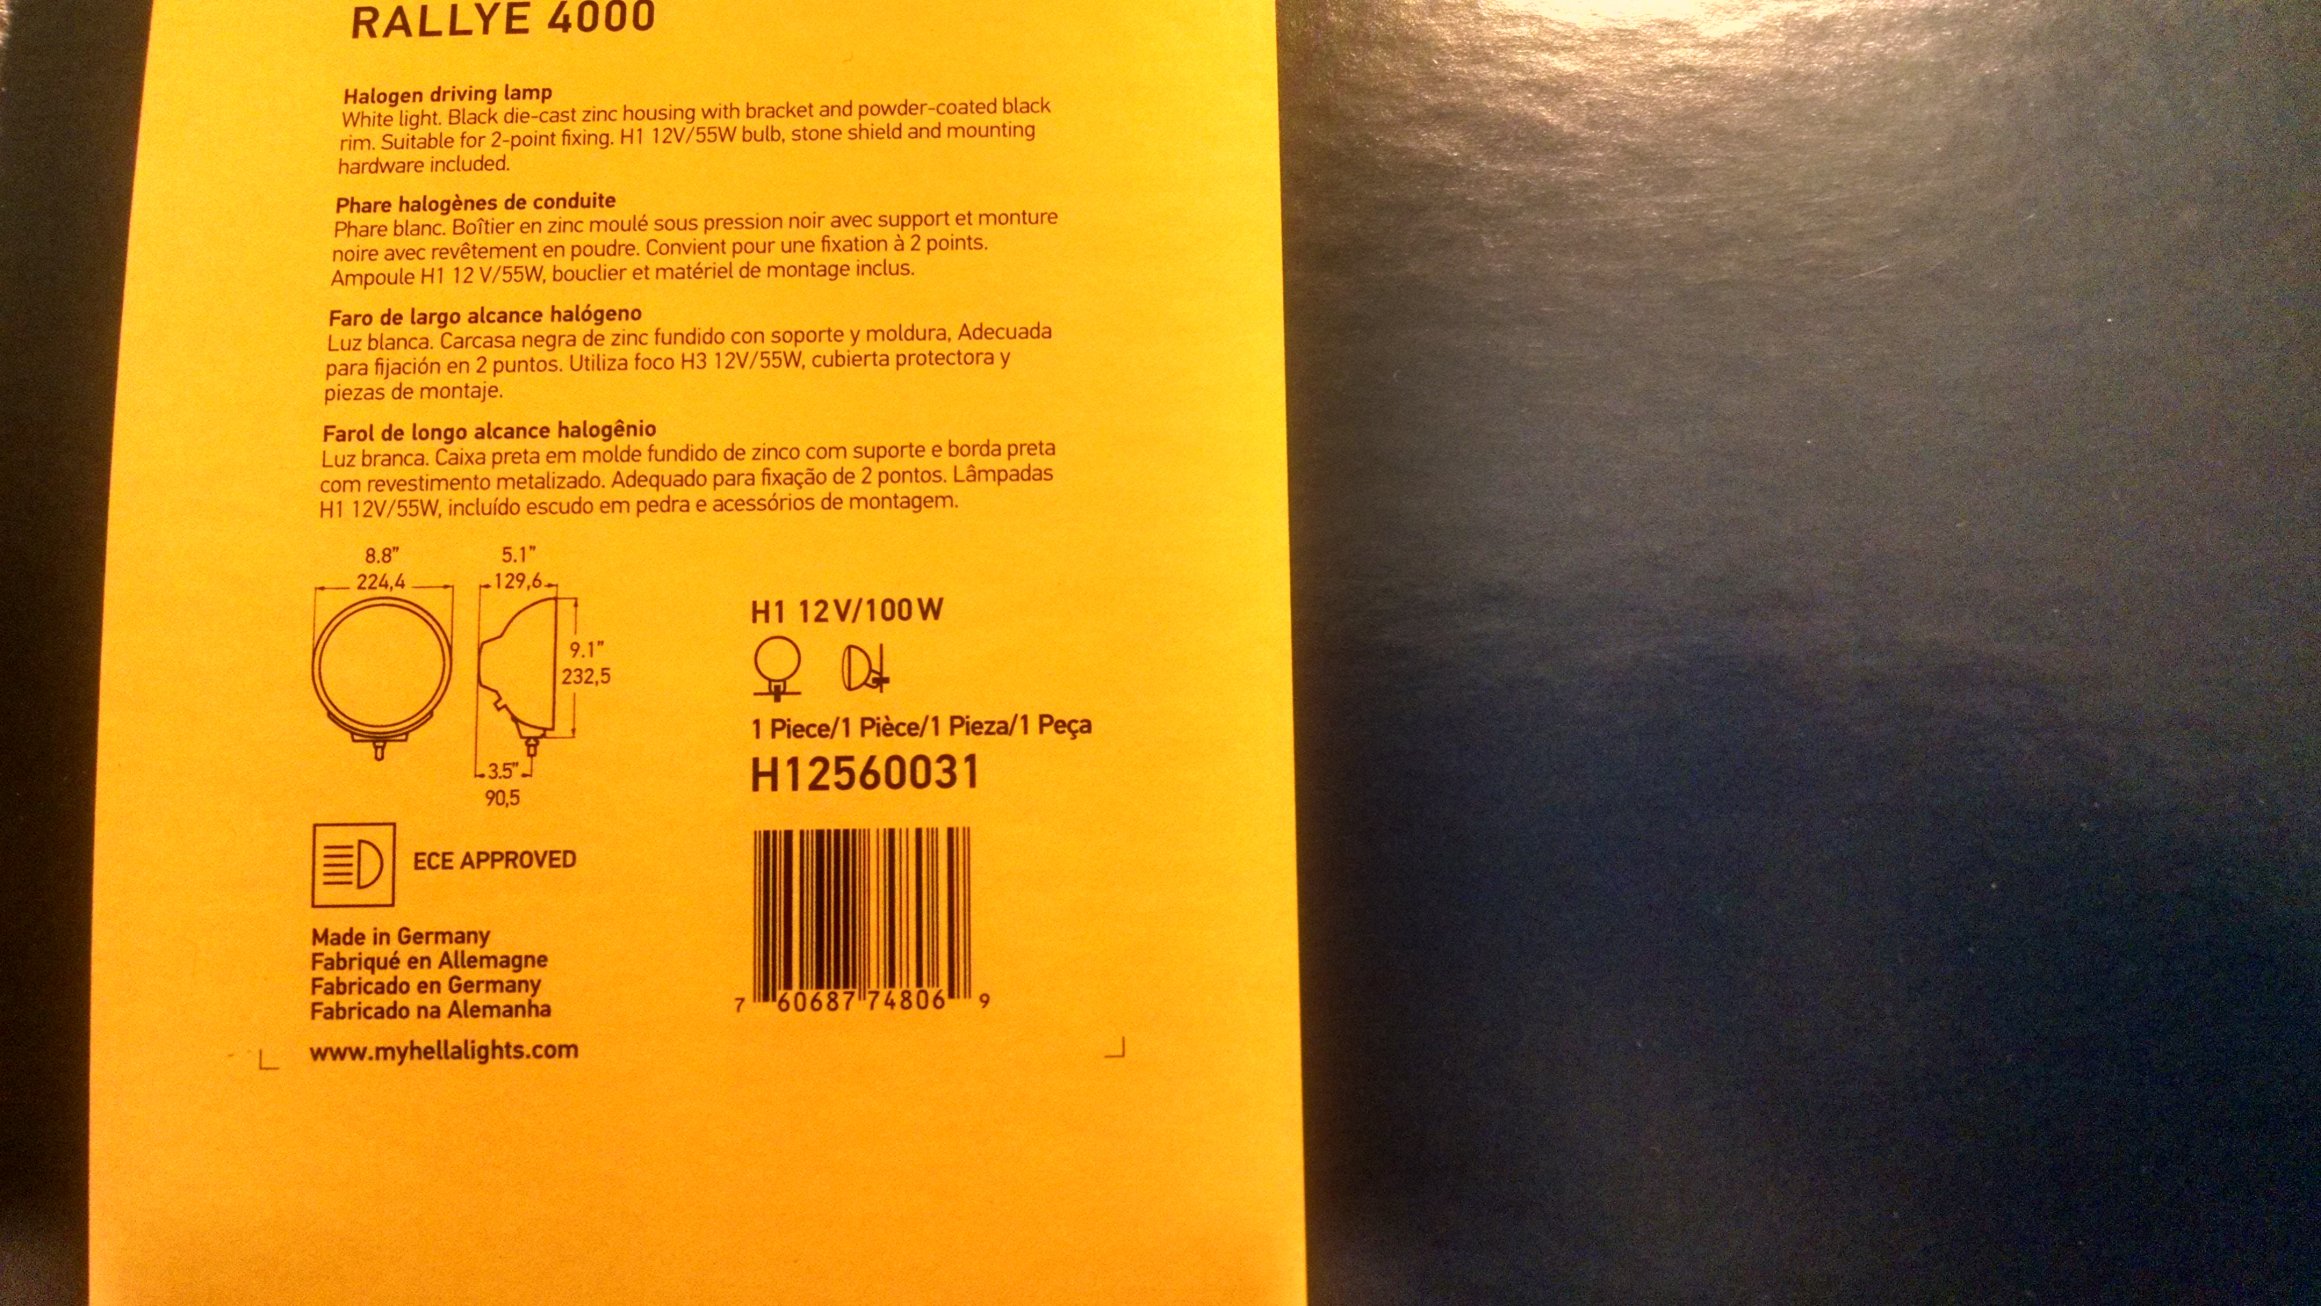 RALLYE 4000
Halogen driving lamp
White light. Black die-cast zinc housing with bracket and powder-coated black
rim. Suitable for 2-point fixing. H1 12V/55W bulb, stone shield and mounting
hardware included.
Phare halogènes de conduite
Phare blanc. Boîtier en zinc moulé sous pression noir avec support et monture
noire avec revêtement en poudre. Convient pour une fixation à 2 points.
Ampoule H1 12 V/55W, bouclier et matériel de montage inclus.
Faro de largo alcance halógeno
Luz blanca. Carcasa negra de zinc fundido con soporte y moldura, Adecuada
para fijación en 2 puntos. Utiliza foco H3 12V/55W, cubierta protectora y
piezas de montaje.
Farol de longo alcance halogênio
Luz branca. Caixa preta em molde fundido de zinco com suporte e borda preta
com revestimento metalizado. Adequado para fixação de 2 pontos. Lâmpadas
H1 12V/55W, incluído escudo em pedra e acessórios de montagem.
8.8"
224,4
5.1"
129,6
9.1"
232,5
3.5"
90,5
H1 12V/100W
1 Piece/1 Pièce/1 Pieza/1 Peça
H12560031
7 60687 74806 9
ECE APPROVED
Made in Germany
Fabriqué en Allemagne
Fabricado en Germany
Fabricado na Alemanha
www.myhellalights.com